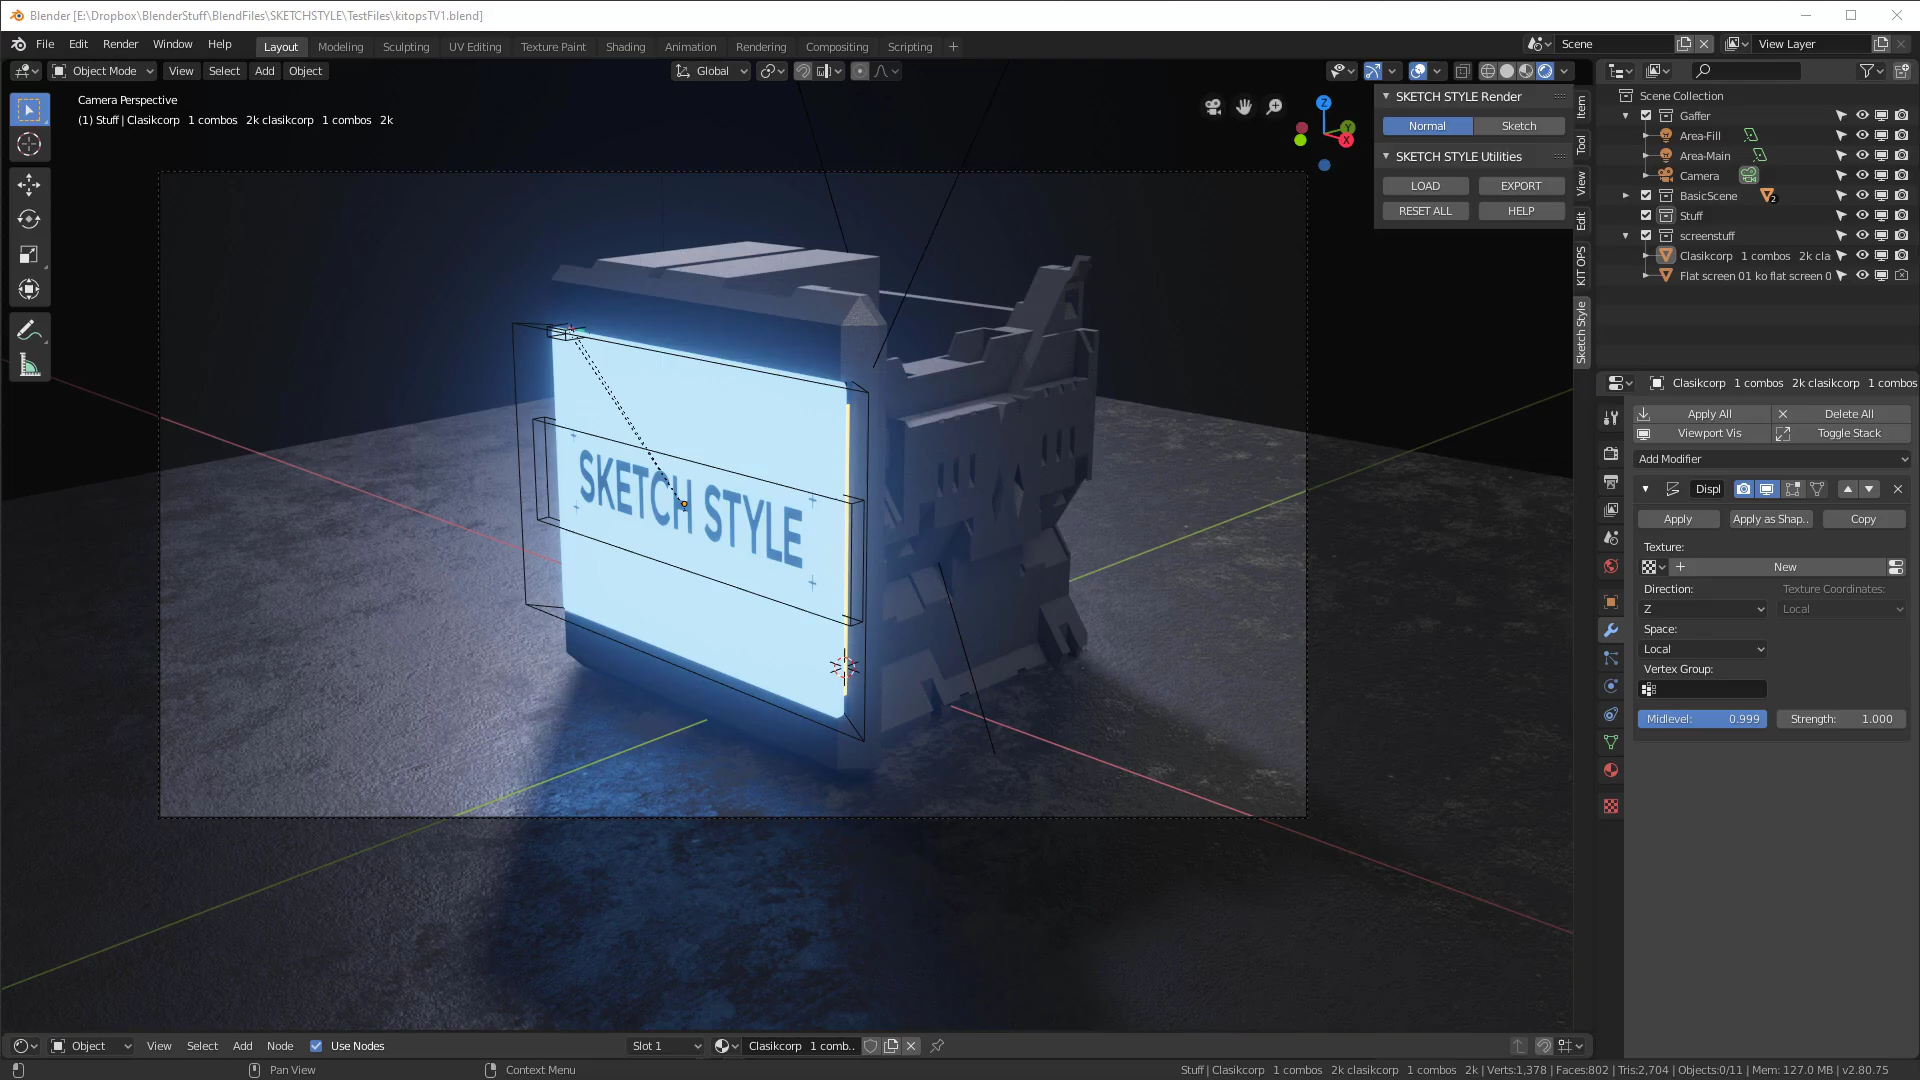 Blender [E:\Dropbox\BlenderStuff\BlendFiles\SKETCHSTYLE\TestFiles\kitopsTV1.blend]
File Edit Render Window Help Layout Modeling Sculpting UV Editing Texture Paint Shading Animation Rendering Compositing Scripting + Scene View Layer
Object Mode View Select Add Object Global
Camera Perspective
(1) Stuff | Clasikcorp 1 combos 2k clasikcorp 1 combos 2k
Z
Y
X
SKETCH STYLE Render
Normal Sketch
SKETCH STYLE Utilities
LOAD EXPORT
RESET ALL HELP
Item
Tool
View
Edit
KIT OPS
Sketch Style
SKETCH STYLE
Scene Collection
Gaffer
Area-Fill
Area-Main
Camera
BasicScene 2
Stuff
screenstuff
Clasikcorp 1 combos 2k cla
Flat screen 01 ko flat screen 0
Clasikcorp 1 combos 2k clasikcorp 1 combos
Apply All Delete All
Viewport Vis Toggle Stack
Add Modifier
Displ
Apply Apply as Shap.. Copy
Texture:
New
Direction: Texture Coordinates:
Z Local
Space:
Local
Vertex Group:
Midlevel: 0.999 Strength: 1.000
Object View Select Add Node Use Nodes Slot 1 Clasikcorp 1 comb..
Pan View Context Menu Stuff | Clasikcorp 1 combos 2k clasikcorp 1 combos 2k | Verts:1,378 | Faces:802 | Tris:2,704 | Objects:0/11 | Mem: 127.0 MB | v2.80.75